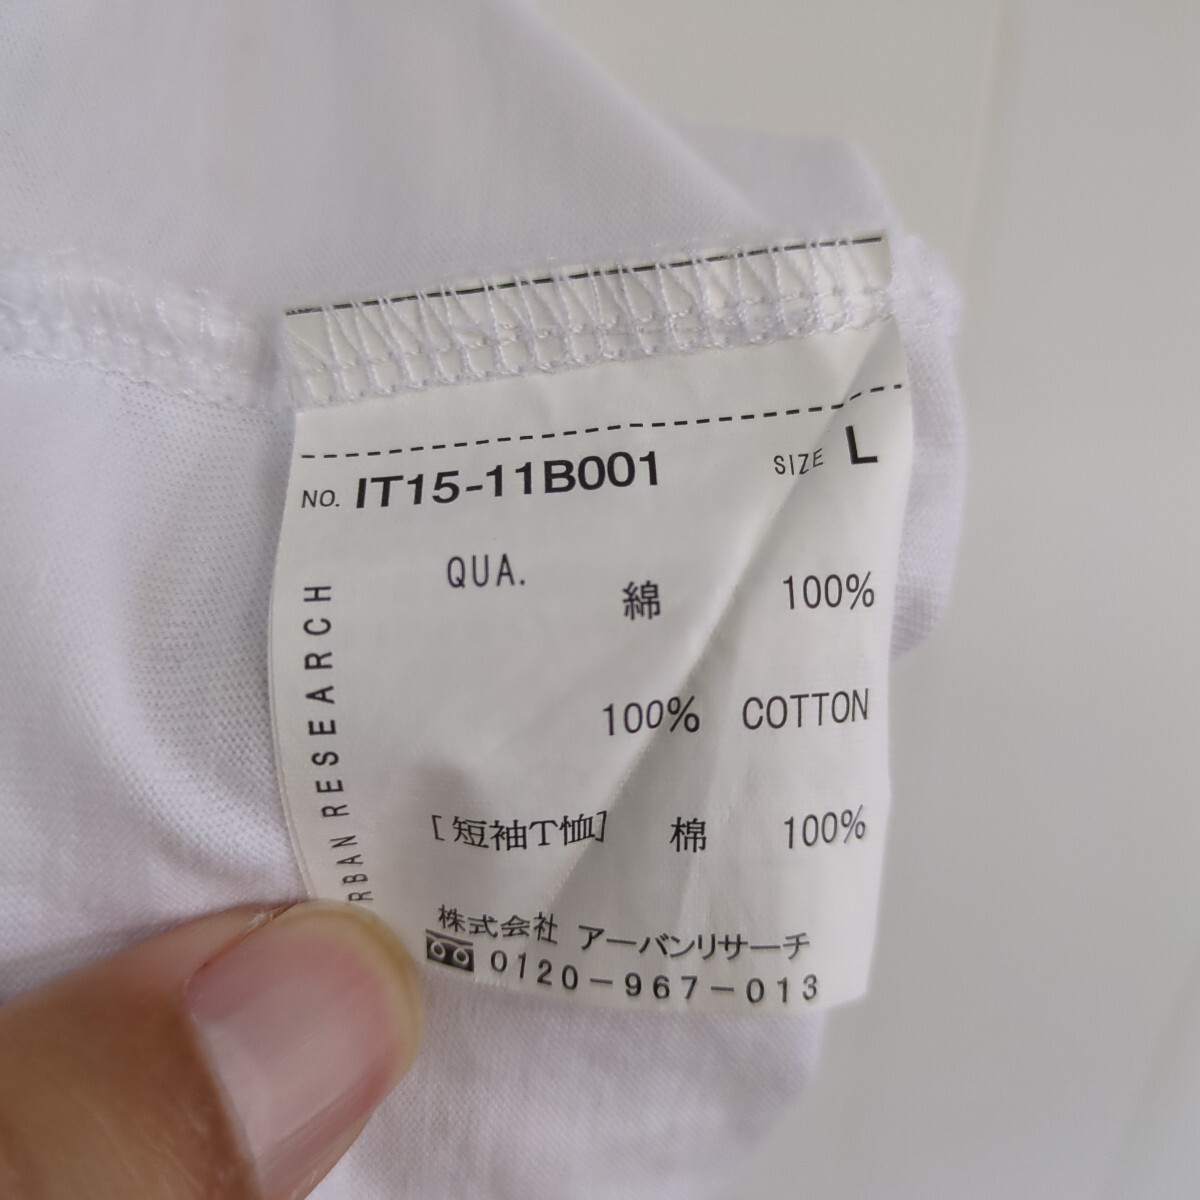 NO. IT15-11B001 SIZE L
QUA.
綿 100%
100% COTTON
[短袖T恤] 棉 100%
株式会社 アーバンリサーチ
0120-967-013
RESEARCH